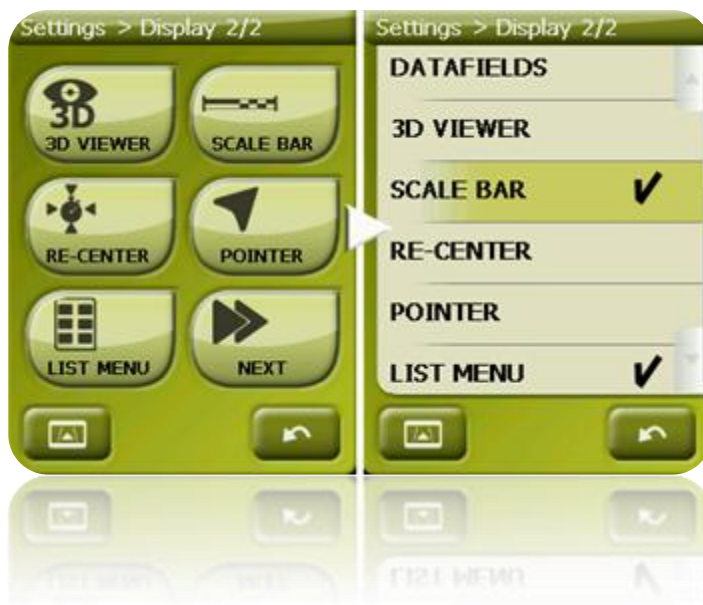 Settings > Display 2/2
3D
3D VIEWER
SCALE BAR
RE-CENTER
POINTER
LIST MENU
NEXT
Settings > Display 2/2
DATAFIELDS
3D VIEWER
SCALE BAR
RE-CENTER
POINTER
LIST MENU